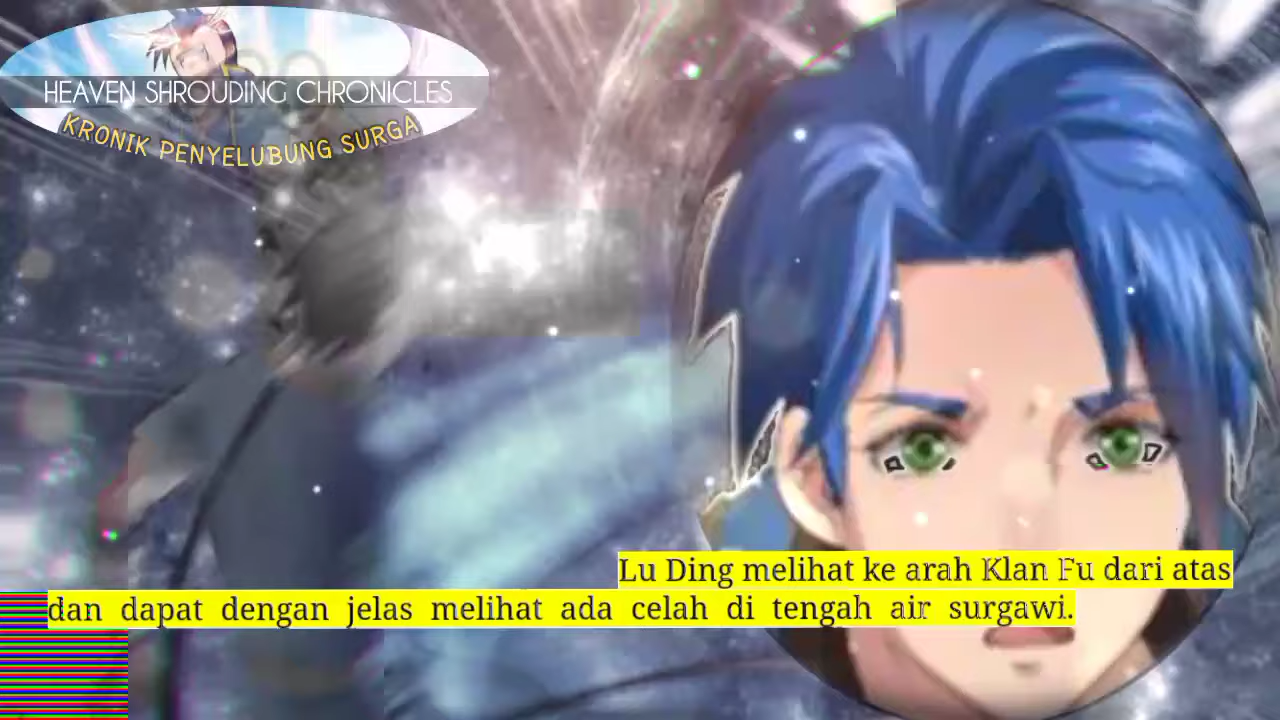 HEAVEN SHROUDING CHRONICLES
KRONIK PENYELUBUNG SURGA
Lu Ding melihat ke arah Klan Fu dari atas
dan dapat dengan jelas melihat ada celah di tengah air surgawi.